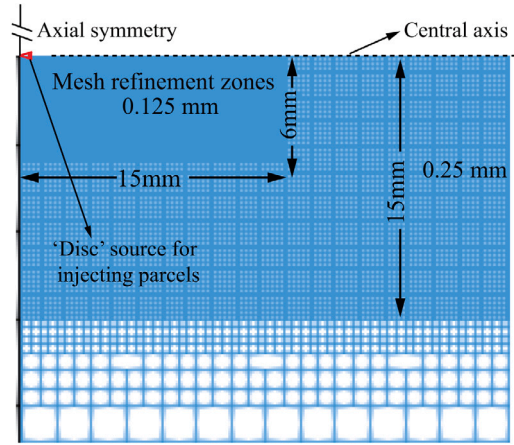 Axial symmetry
Central axis
Mesh refinement zones
0.125 mm
6mm
15mm
15mm
0.25 mm
‘Disc’ source for
injecting parcels